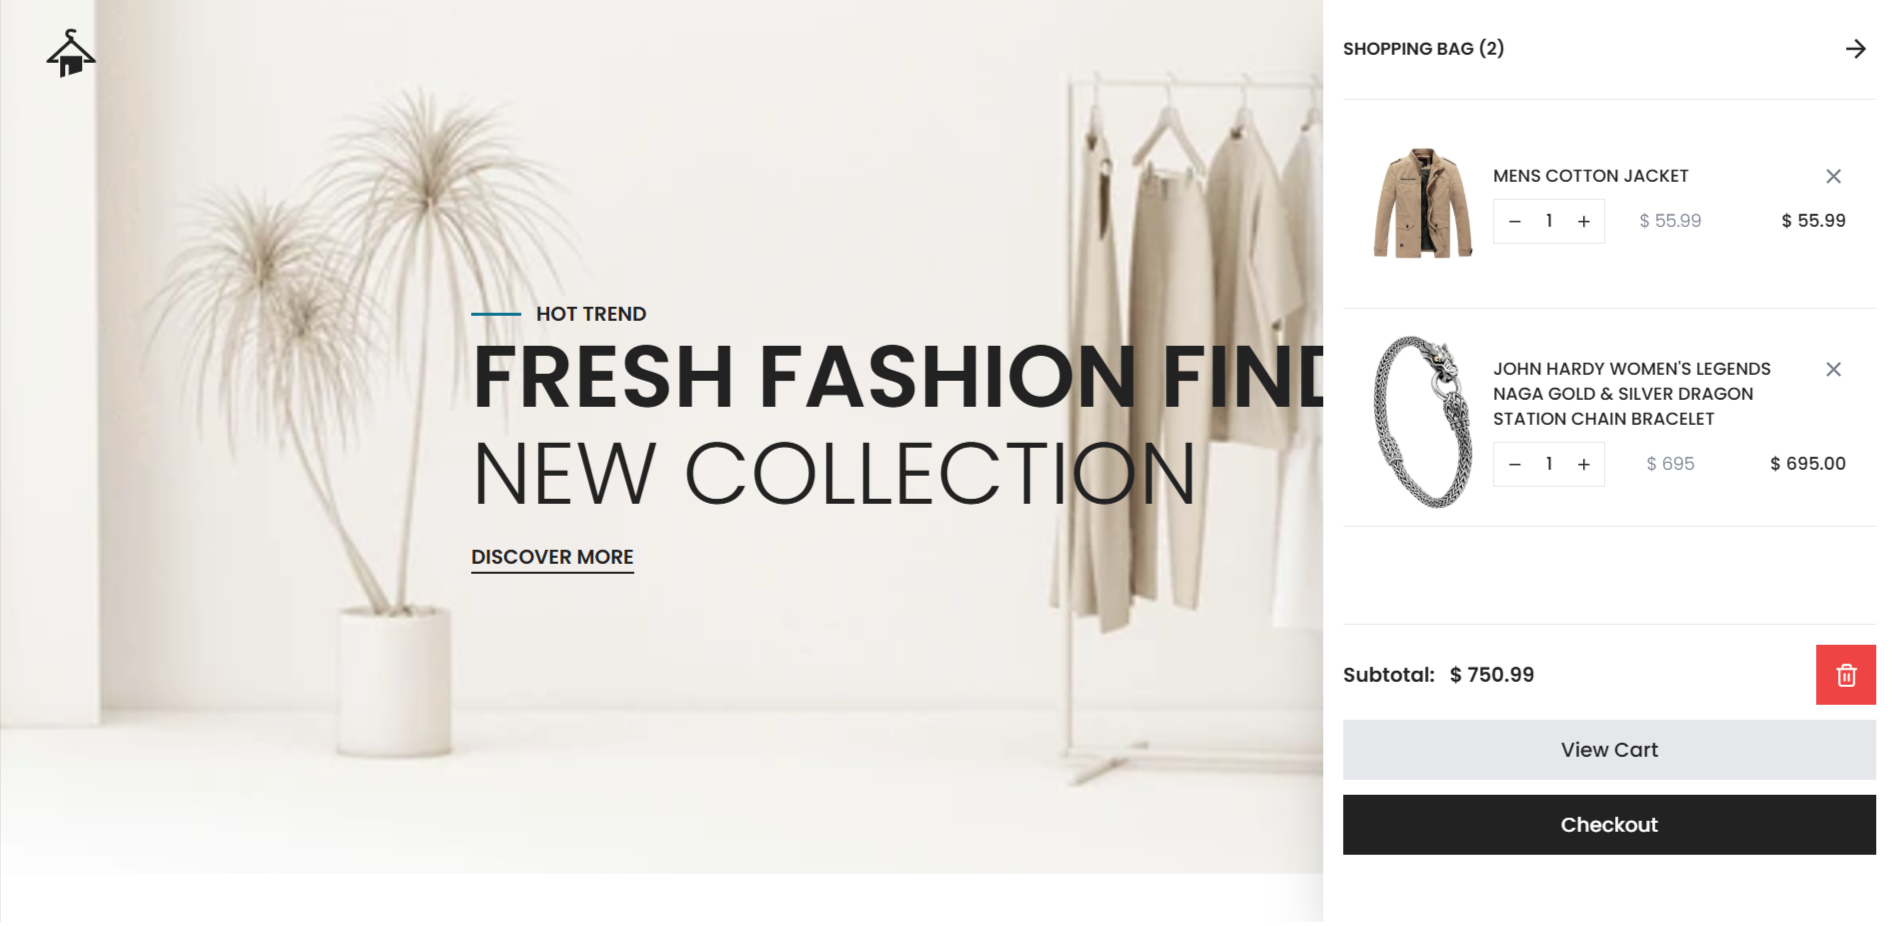 HOT TREND
FRESH FASHION FIND
NEW COLLECTION
DISCOVER MORE
SHOPPING BAG (2)
MENS COTTON JACKET
1 $ 55.99 $ 55.99
JOHN HARDY WOMEN'S LEGENDS
NAGA GOLD & SILVER DRAGON
STATION CHAIN BRACELET
1 $ 695 $ 695.00
Subtotal: $ 750.99
View Cart
Checkout